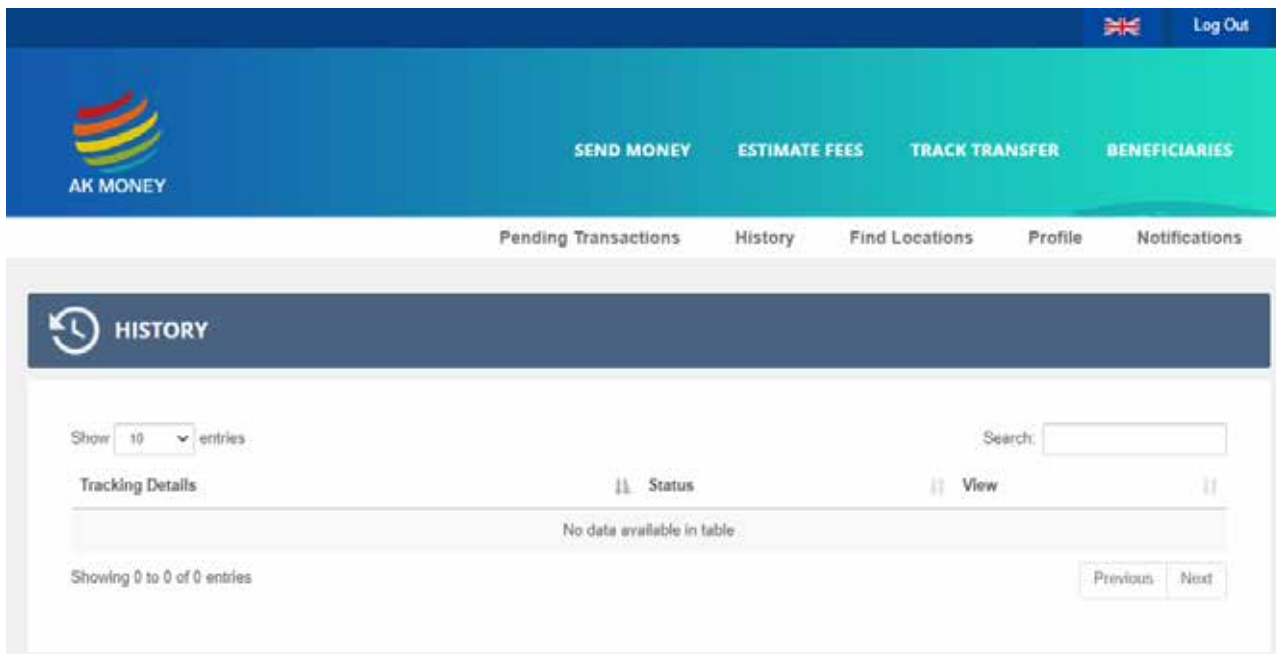 Log Out
SEND MONEY ESTIMATE FEES TRACK TRANSFER BENEFICIARIES
AK MONEY
Pending Transactions History Find Locations Profile Notifications
HISTORY
Show 10 entries Search:
Tracking Details Status View
No data available in table
Showing 0 to 0 of 0 entries Previous Next